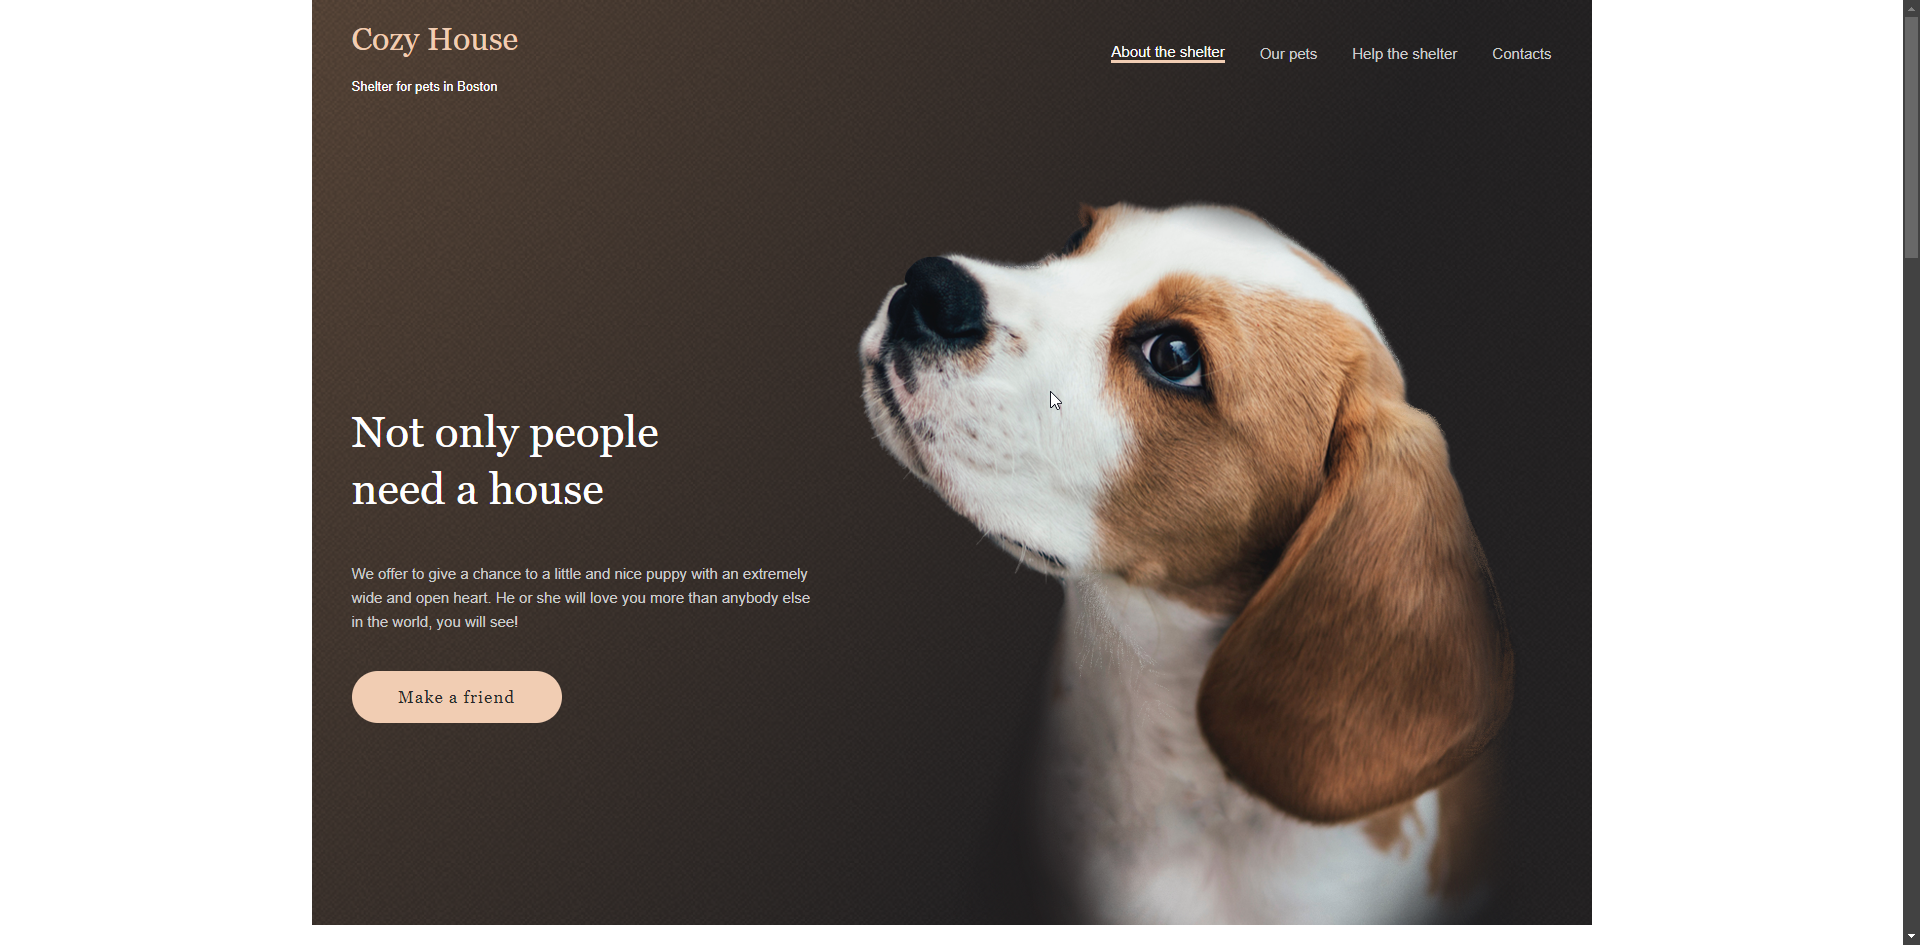 Cozy House
Shelter for pets in Boston
About the shelter
Our pets
Help the shelter
Contacts
Not only people
need a house
We offer to give a chance to a little and nice puppy with an extremely
wide and open heart. He or she will love you more than anybody else
in the world, you will see!
Make a friend